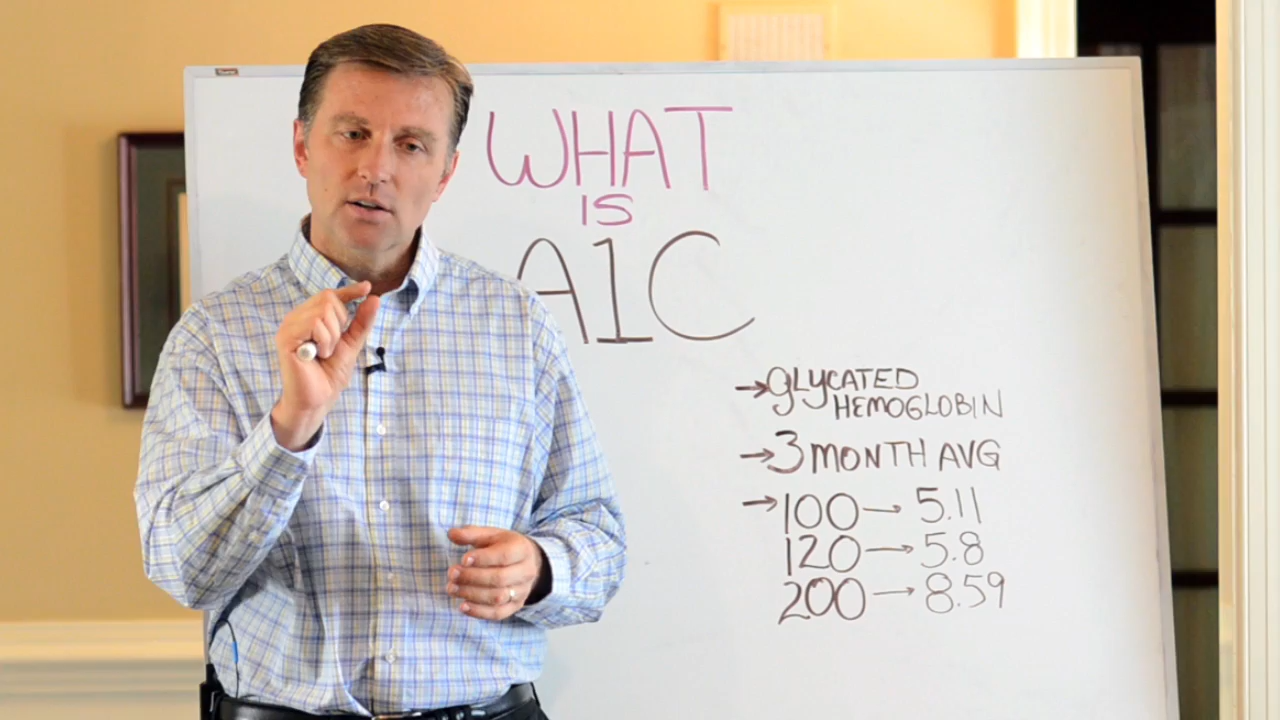 WHAT
IS
A1C
→ GLYCATED
HEMOGLOBIN
→ 3 MONTH AVG
→ 100 → 5.11
120 → 5.8
200 → 8.59